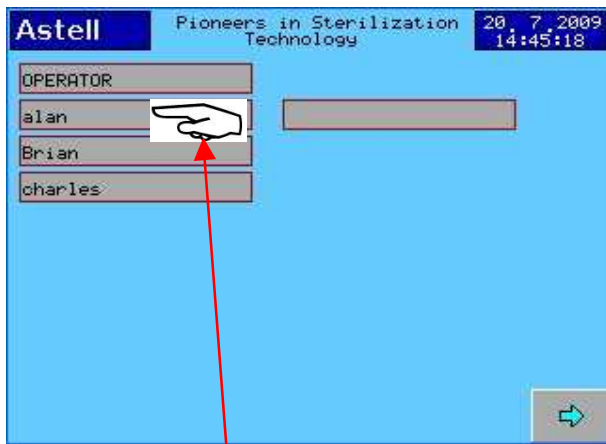 Astell
Pioneers in Sterilization
Technology
20. 7.2009
14:45:18
OPERATOR
alan
Brian
charles